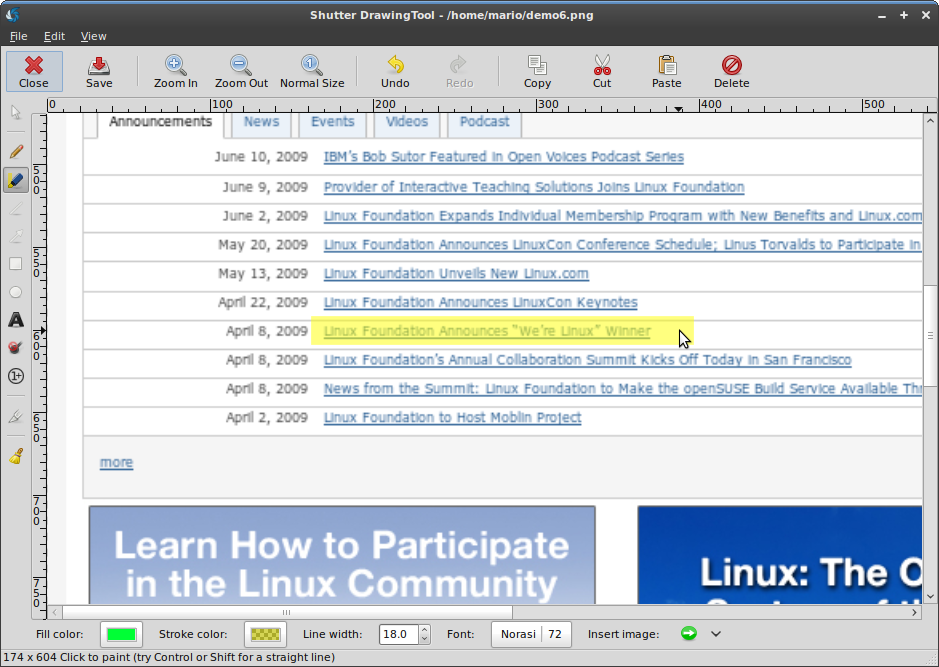 Shutter DrawingTool - /home/mario/demo6.png
File Edit View
Close Save Zoom In Zoom Out Normal Size Undo Redo Copy Cut Paste Delete
0 100 200 300 400 500
Announcements News Events Videos Podcast
June 10, 2009 IBM's Bob Sutor Featured in Open Voices Podcast Series
June 9, 2009 Provider of Interactive Teaching Solutions Joins Linux Foundation
June 2, 2009 Linux Foundation Expands Individual Membership Program with New Benefits and Linux.com
May 20, 2009 Linux Foundation Announces LinuxCon Conference Schedule; Linus Torvalds to Participate in
May 13, 2009 Linux Foundation Unveils New Linux.com
April 22, 2009 Linux Foundation Announces LinuxCon Keynotes
April 8, 2009 Linux Foundation Announces "We're Linux" Winner
April 8, 2009 Linux Foundation's Annual Collaboration Summit Kicks Off Today in San Francisco
April 8, 2009 News from the Summit: Linux Foundation to Make the openSUSE Build Service Available
April 2, 2009 Linux Foundation to Host Moblin Project
more
Learn How to Participate
in the Linux Community
Linux: The
500
550
600
650
700
750
Fill color: Stroke color: Line width: 18.0 Font: Norasi 72 Insert image:
174 x 604 Click to paint (try Control or Shift for a straight line)